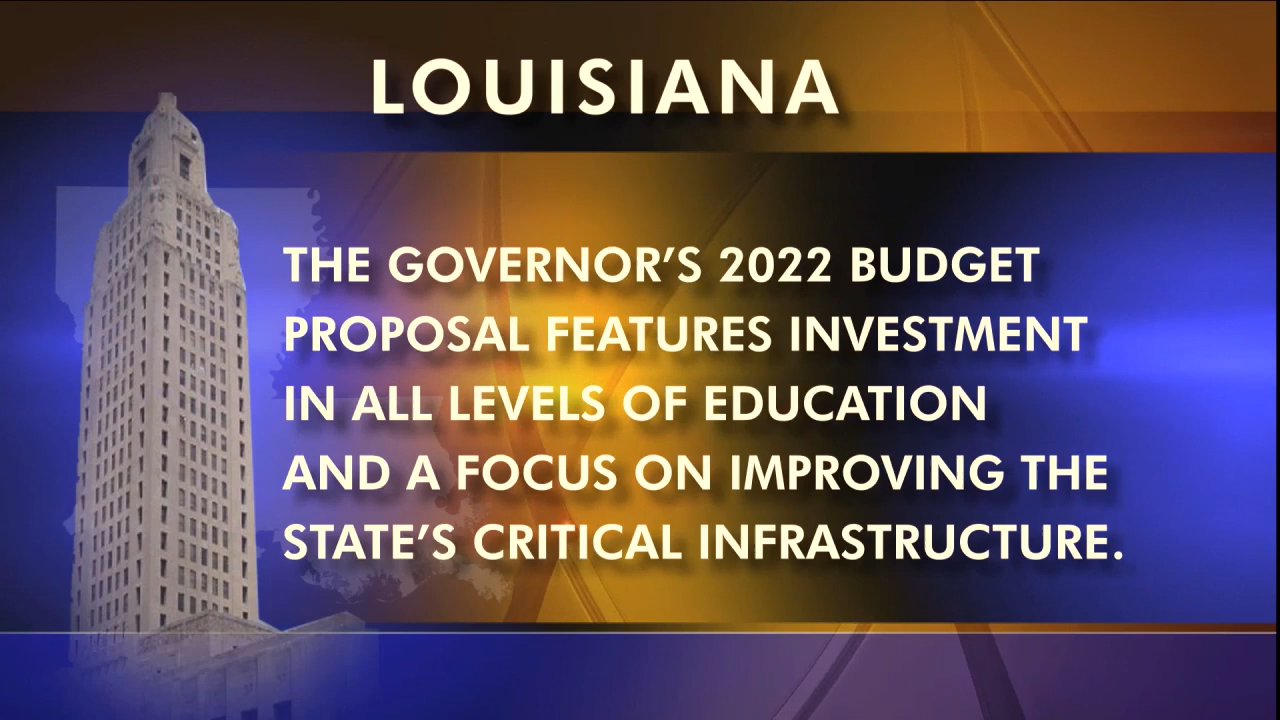 LOUISIANA
THE GOVERNOR'S 2022 BUDGET
PROPOSAL FEATURES INVESTMENT
IN ALL LEVELS OF EDUCATION
AND A FOCUS ON IMPROVING THE
STATE'S CRITICAL INFRASTRUCTURE.